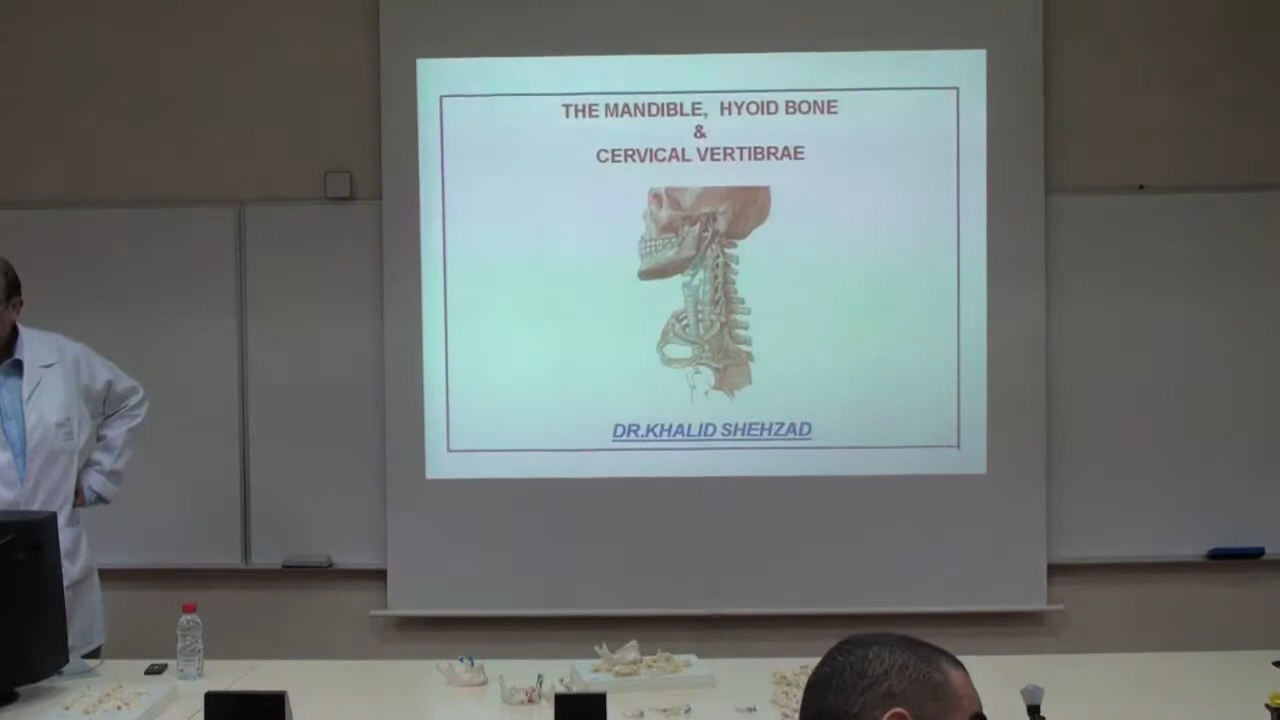 THE MANDIBLE, HYOID BONE
&
CERVICAL VERTIBRAE
DR.KHALID SHEHZAD